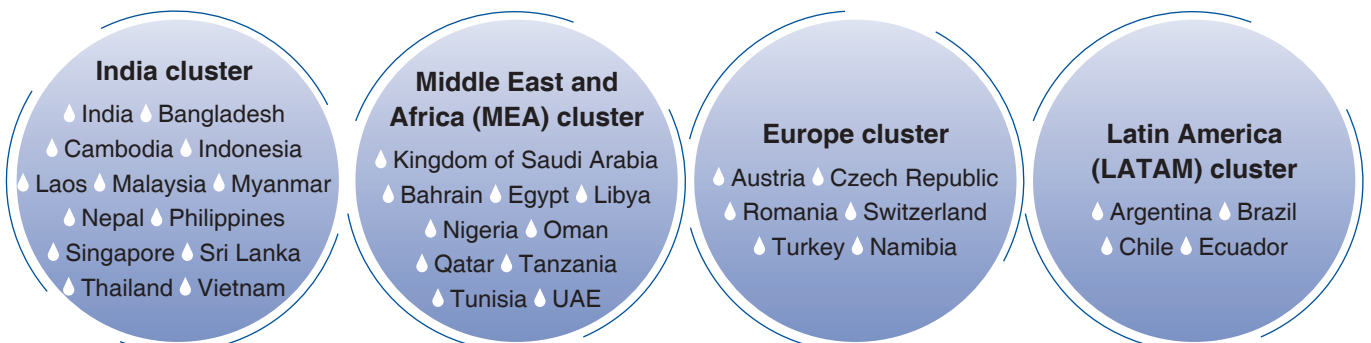 India cluster
India Bangladesh
Cambodia Indonesia
Laos Malaysia Myanmar
Nepal Philippines
Singapore Sri Lanka
Thailand Vietnam
Middle East and
Africa (MEA) cluster
Kingdom of Saudi Arabia
Bahrain Egypt Libya
Nigeria Oman
Qatar Tanzania
Tunisia UAE
Europe cluster
Austria Czech Republic
Romania Switzerland
Turkey Namibia
Latin America
(LATAM) cluster
Argentina Brazil
Chile Ecuador